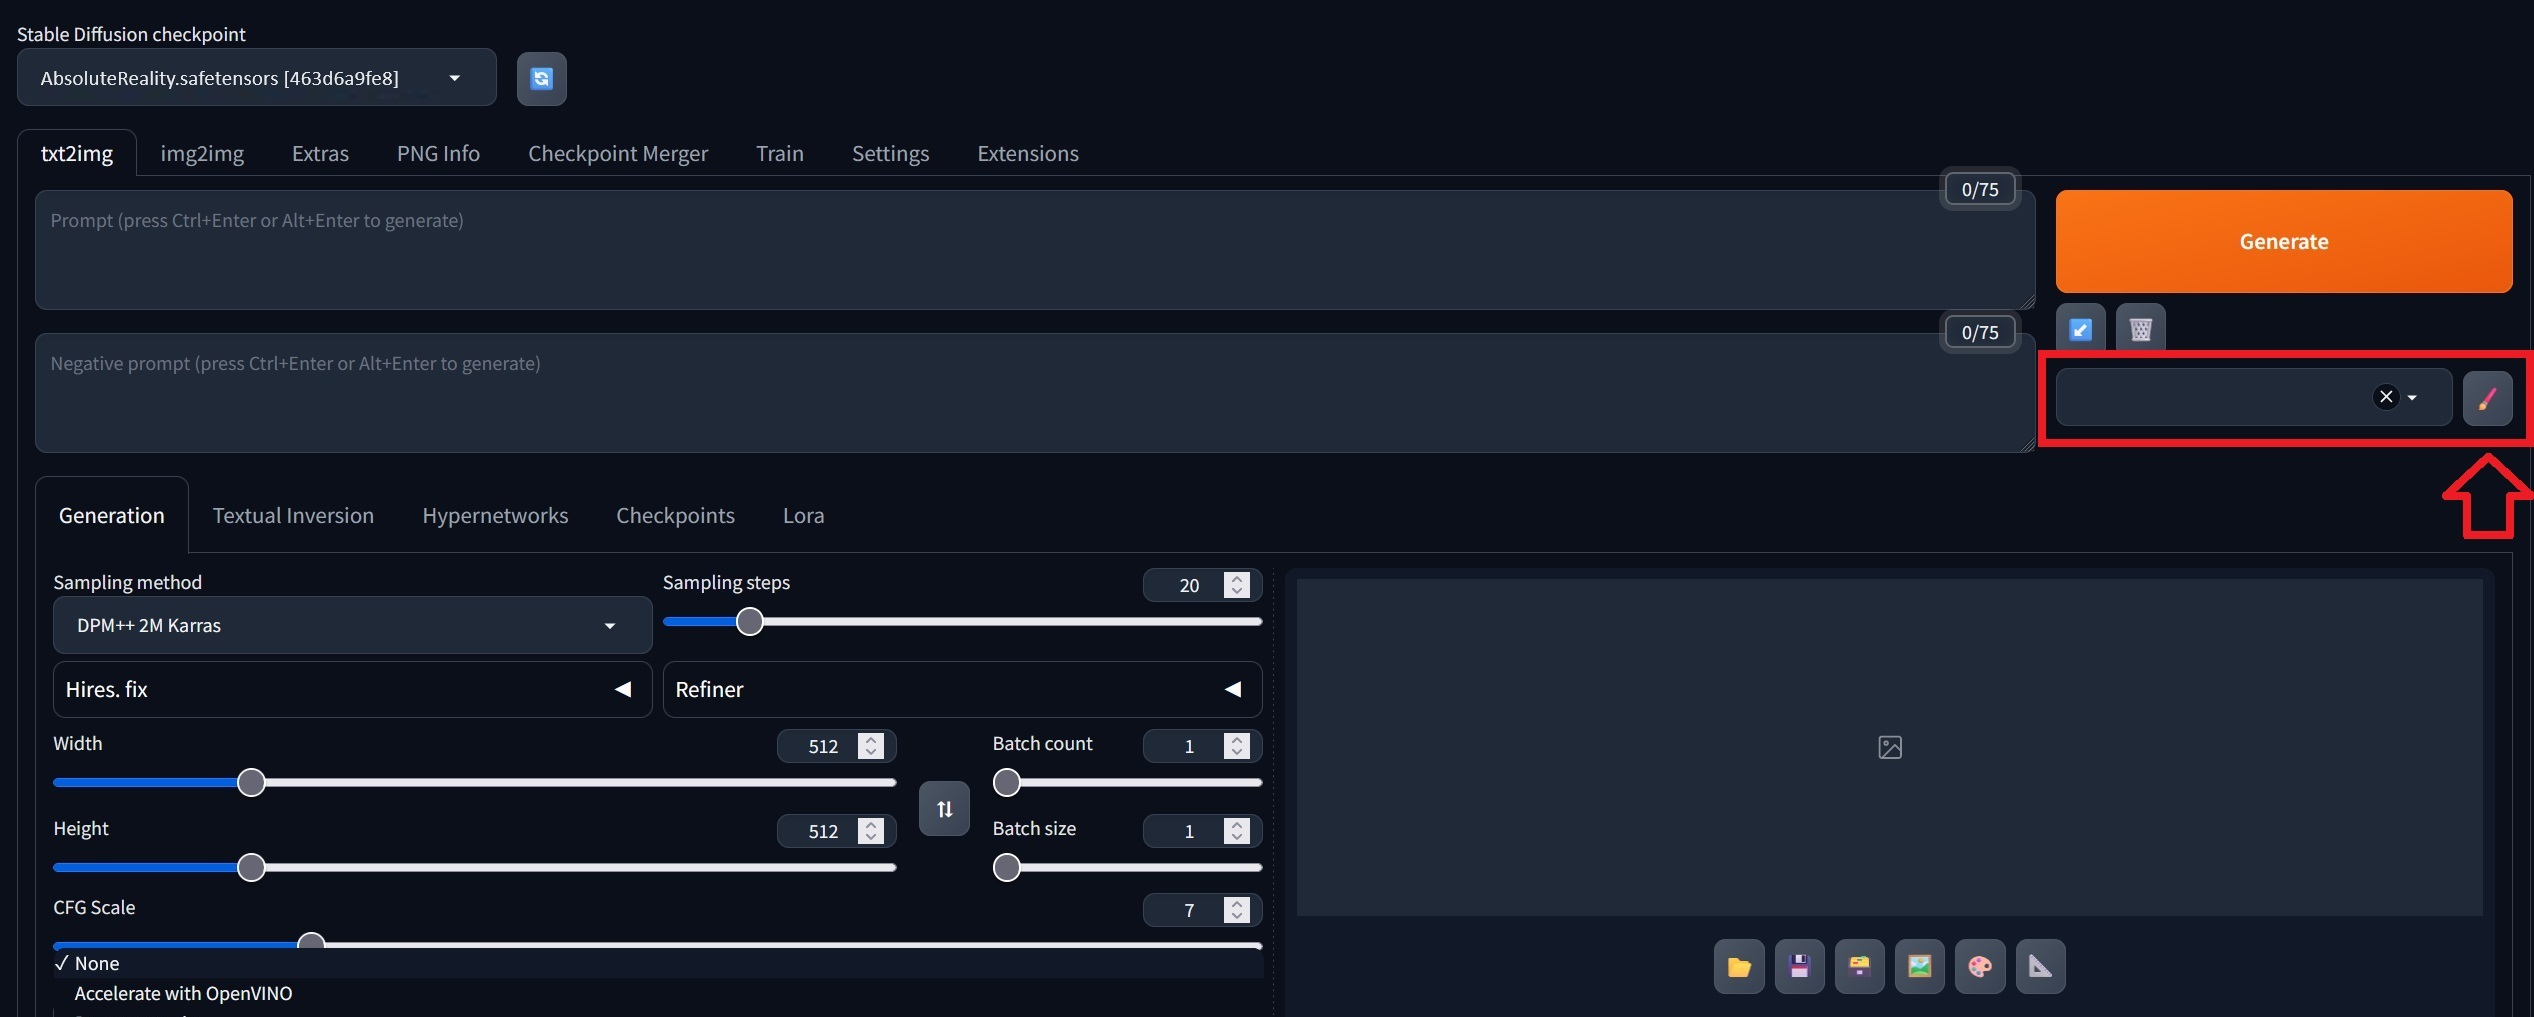 Stable Diffusion checkpoint
AbsoluteReality.safetensors [463d6a9fe8]
txt2img img2img Extras PNG Info Checkpoint Merger Train Settings Extensions
0/75
Prompt (press Ctrl+Enter or Alt+Enter to generate)
Generate
0/75
Negative prompt (press Ctrl+Enter or Alt+Enter to generate)
Generation Textual Inversion Hypernetworks Checkpoints Lora
Sampling method
DPM++ 2M Karras
Sampling steps 20
Hires. fix
Refiner
Width 512
Batch count 1
Height 512
Batch size 1
CFG Scale 7
✓ None
Accelerate with OpenVINO